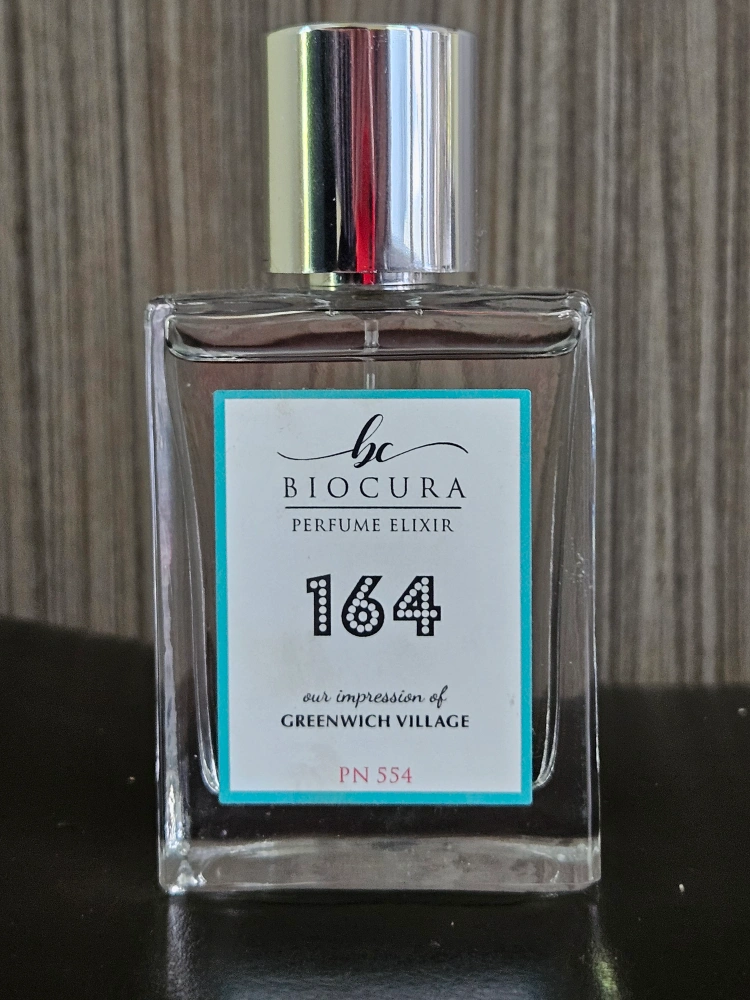 bc
BIOCURA
PERFUME ELIXIR
164
our impression of
GREENWICH VILLAGE
PN 554